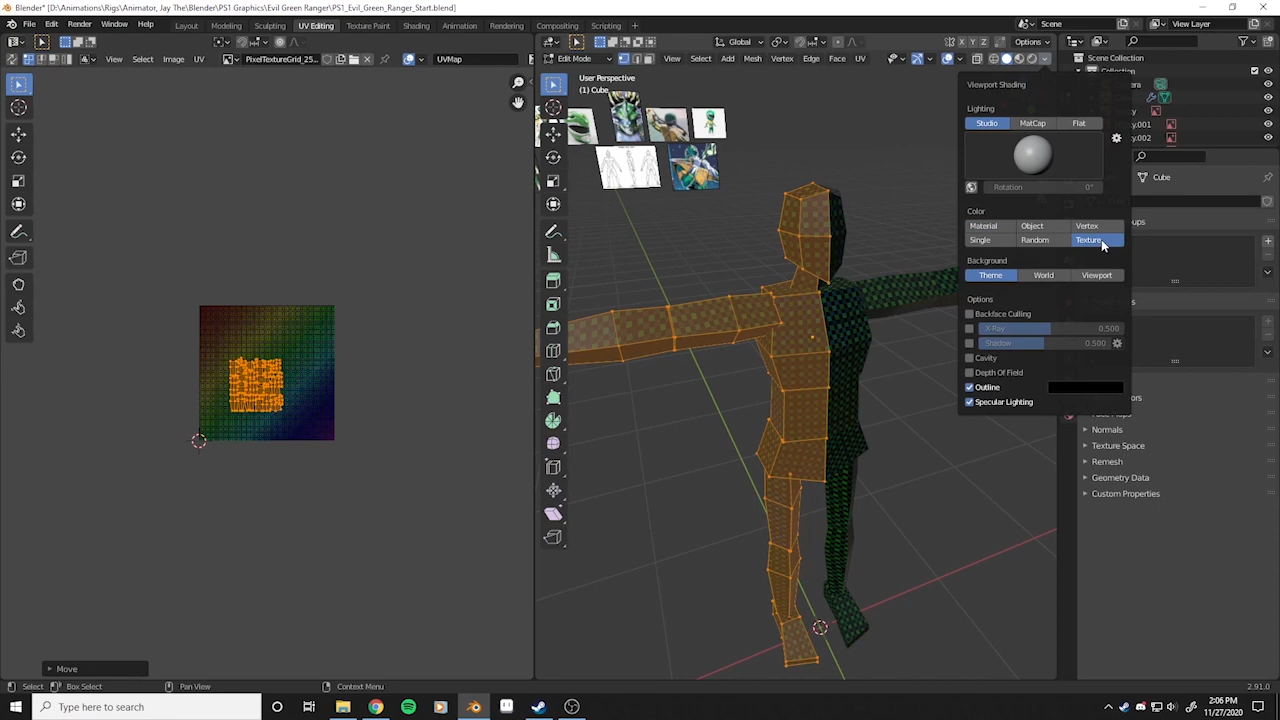 Blender* [D:\Animations\Rigs\Animator, Jay The\Blender\PS1 Graphics\Evil Green Ranger\PS1_Evil_Green_Ranger_Start.blend]
File Edit Render Window Help Layout Modeling Sculpting UV Editing Texture Paint Shading Animation Rendering Compositing Scripting Scene View Layer
Global Options
View Select Image UV PixelTextureGrid_25... UVMap Edit Mode View Select Add Mesh Vertex Edge Face UV
Scene Collection
User Perspective
(1) Cube
Viewport Shading
Lighting
Studio MatCap Flat
Rotation 0°
Color
Material Object Vertex
Single Random Texture
Background
Theme World Viewport
Options
Backface Culling
X-Ray 0.500
Shadow 0.500
Cavity
Depth Of Field
Outline
Specular Lighting
.001
.002
Cube
Normals
Texture Space
Remesh
Geometry Data
Custom Properties
Move
Select Box Select Pan View Context Menu 2.91.0
Type here to search
2:06 PM
11/27/2020